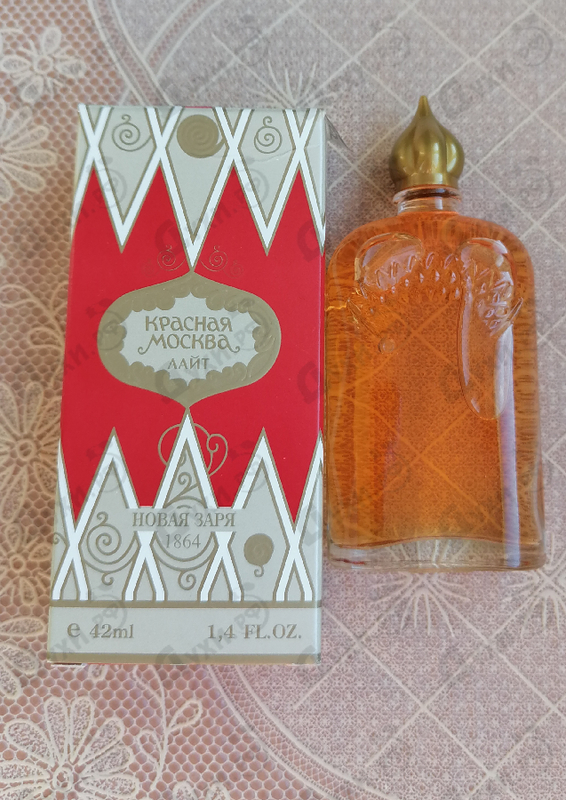 КРАСНАЯ
МОСКВА
ЛАЙТ
НОВАЯ ЗАРЯ
1864
e 42ml 1,4 FL.OZ.